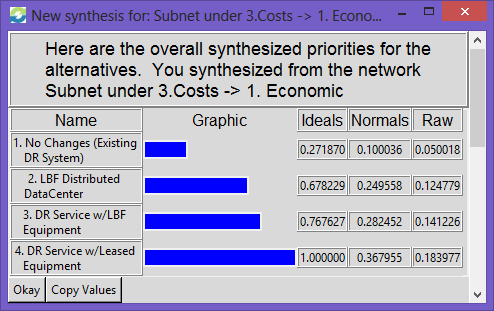 New synthesis for: Subnet under 3.Costs -> 1. Econo...
Here are the overall synthesized priorities for the
alternatives. You synthesized from the network
Subnet under 3.Costs -> 1. Economic
Name Graphic Ideals Normals Raw
1. No Changes (Existing
DR System) 0.271870 0.100036 0.050018
2. LBF Distributed
DataCenter 0.678229 0.249558 0.124779
3. DR Service w/LBF
Equipment 0.767627 0.282452 0.141226
4. DR Service w/Leased
Equipment 1.000000 0.367955 0.183977
Okay Copy Values